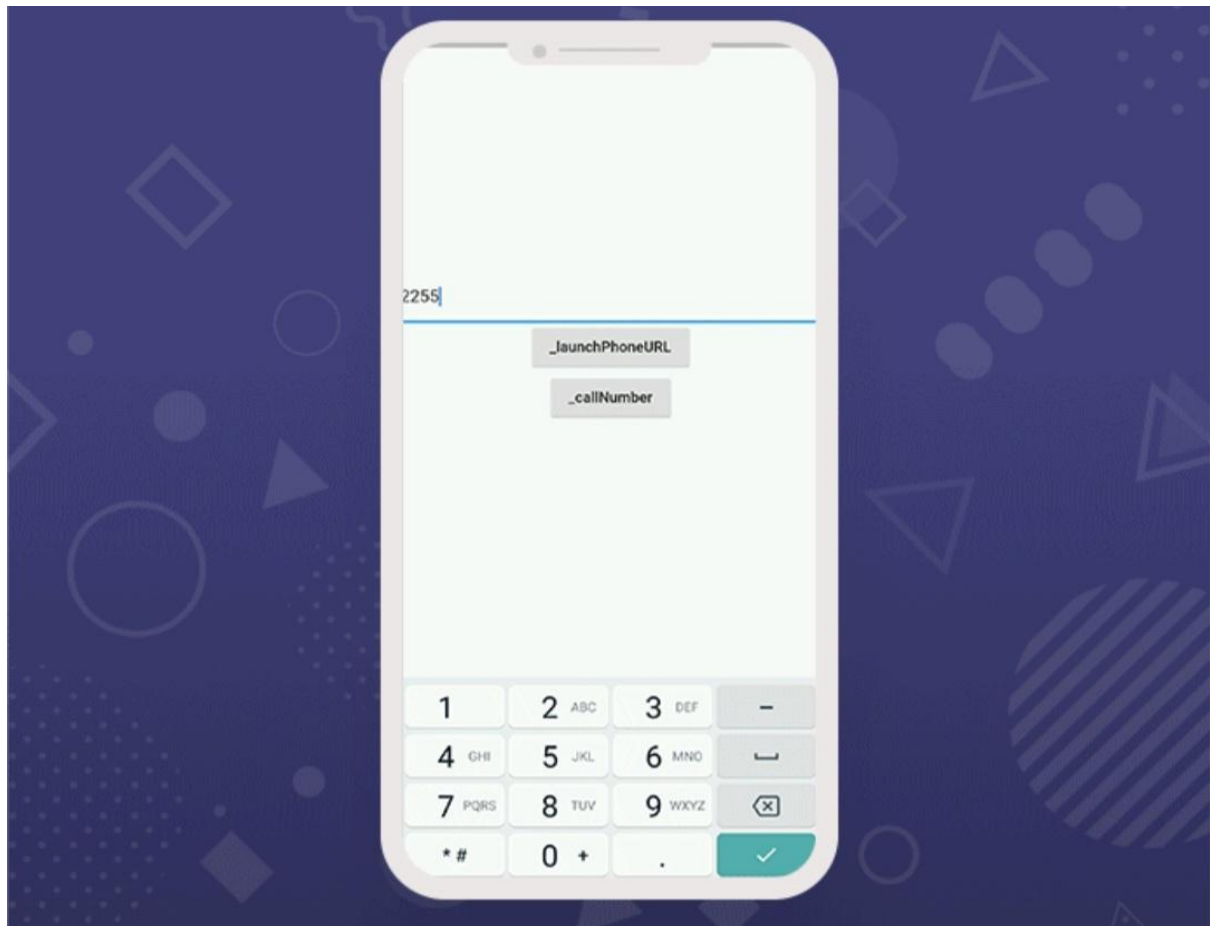 2255
_launchPhoneURL
_callNumber
1 2 ABC 3 DEF -
4 GHI 5 JKL 6 MNO
7 PQRS 8 TUV 9 WXYZ
* # 0 + .